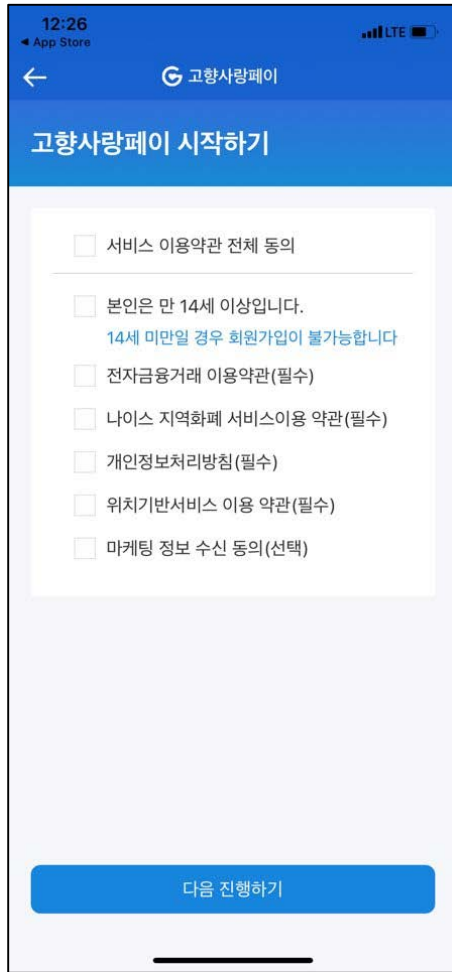 12:26
◀ App Store
LTE
고향사랑페이
고향사랑페이 시작하기
서비스 이용약관 전체 동의
본인은 만 14세 이상입니다.
14세 미만일 경우 회원가입이 불가능합니다
전자금융거래 이용약관(필수)
나이스 지역화폐 서비스이용 약관(필수)
개인정보처리방침(필수)
위치기반서비스 이용 약관(필수)
마케팅 정보 수신 동의(선택)
다음 진행하기